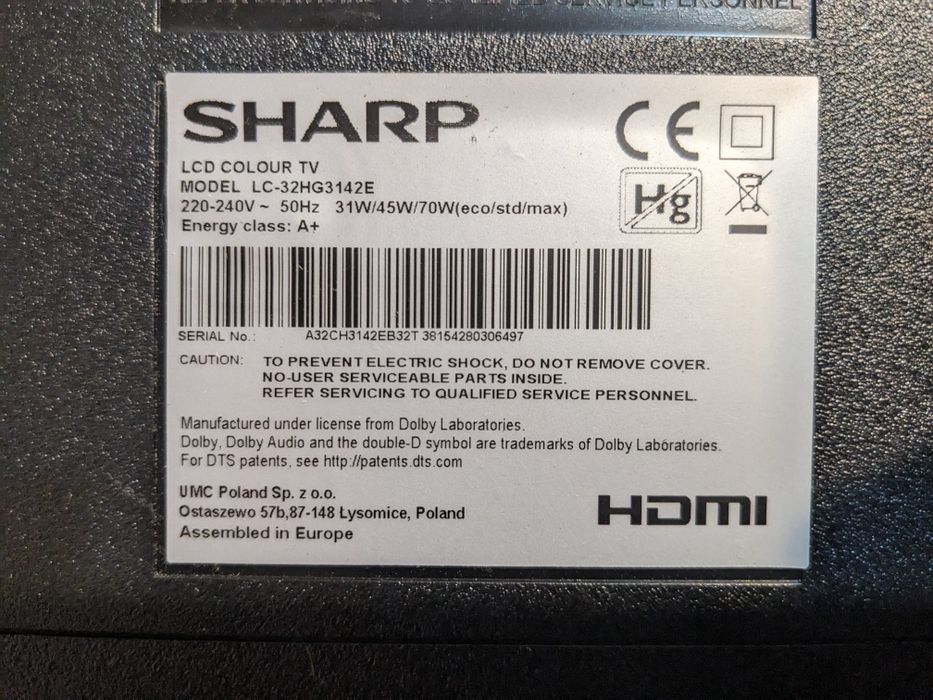 SERVICE PERSONNEL
SHARP
CE
LCD COLOUR TV
MODEL LC-32HG3142E
220-240V ~ 50Hz 31W/45W/70W(eco/std/max)
Energy class: A+
Hg
SERIAL No.: A32CH3142EB32T 38154280306497
CAUTION: TO PREVENT ELECTRIC SHOCK, DO NOT REMOVE COVER.
NO-USER SERVICEABLE PARTS INSIDE.
REFER SERVICING TO QUALIFIED SERVICE PERSONNEL.
Manufactured under license from Dolby Laboratories.
Dolby, Dolby Audio and the double-D symbol are trademarks of Dolby Laboratories.
For DTS patents, see http://patents.dts.com
UMC Poland Sp. z o.o.
Ostaszewo 57b,87-148 Łysomice, Poland
Assembled in Europe
HDMI